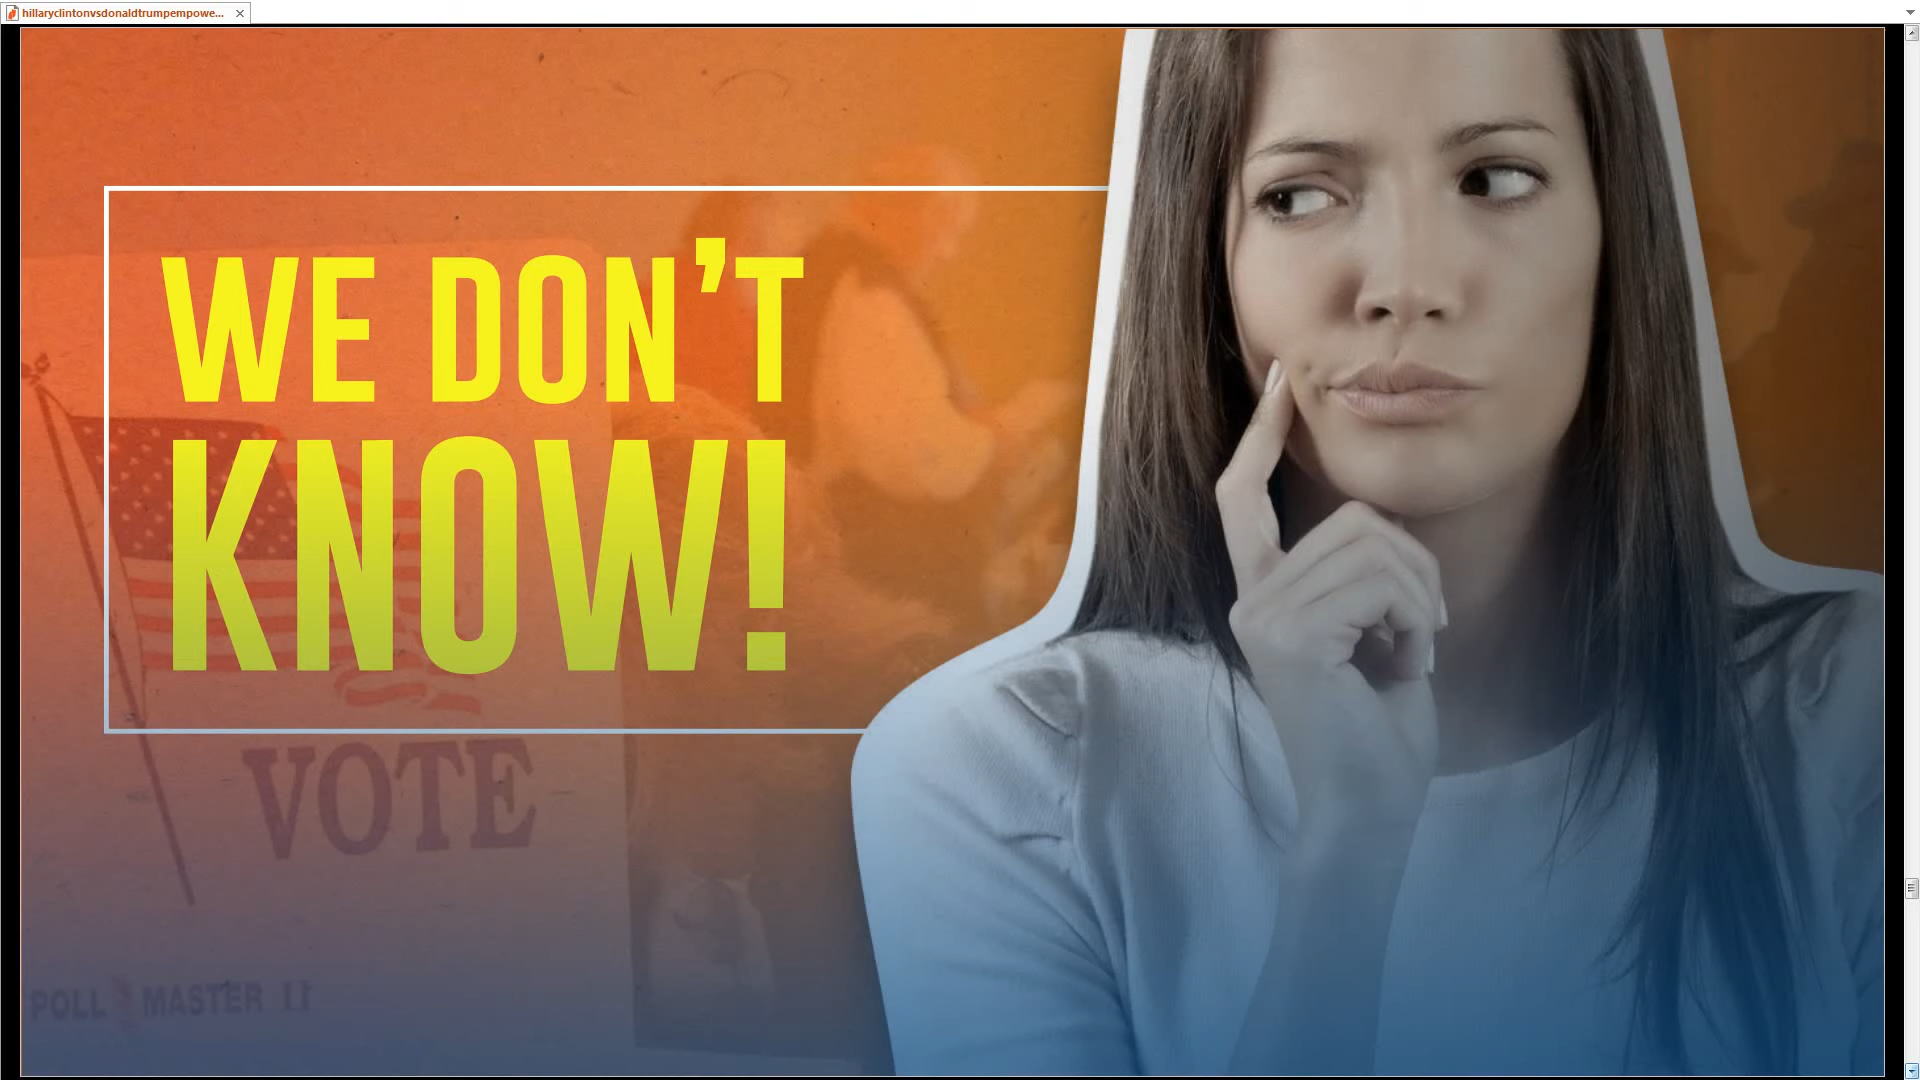 hillaryclintonvsdonaldtrumpempowe...
WE DON'T
KNOW!
VOTE
POLL MASTER II